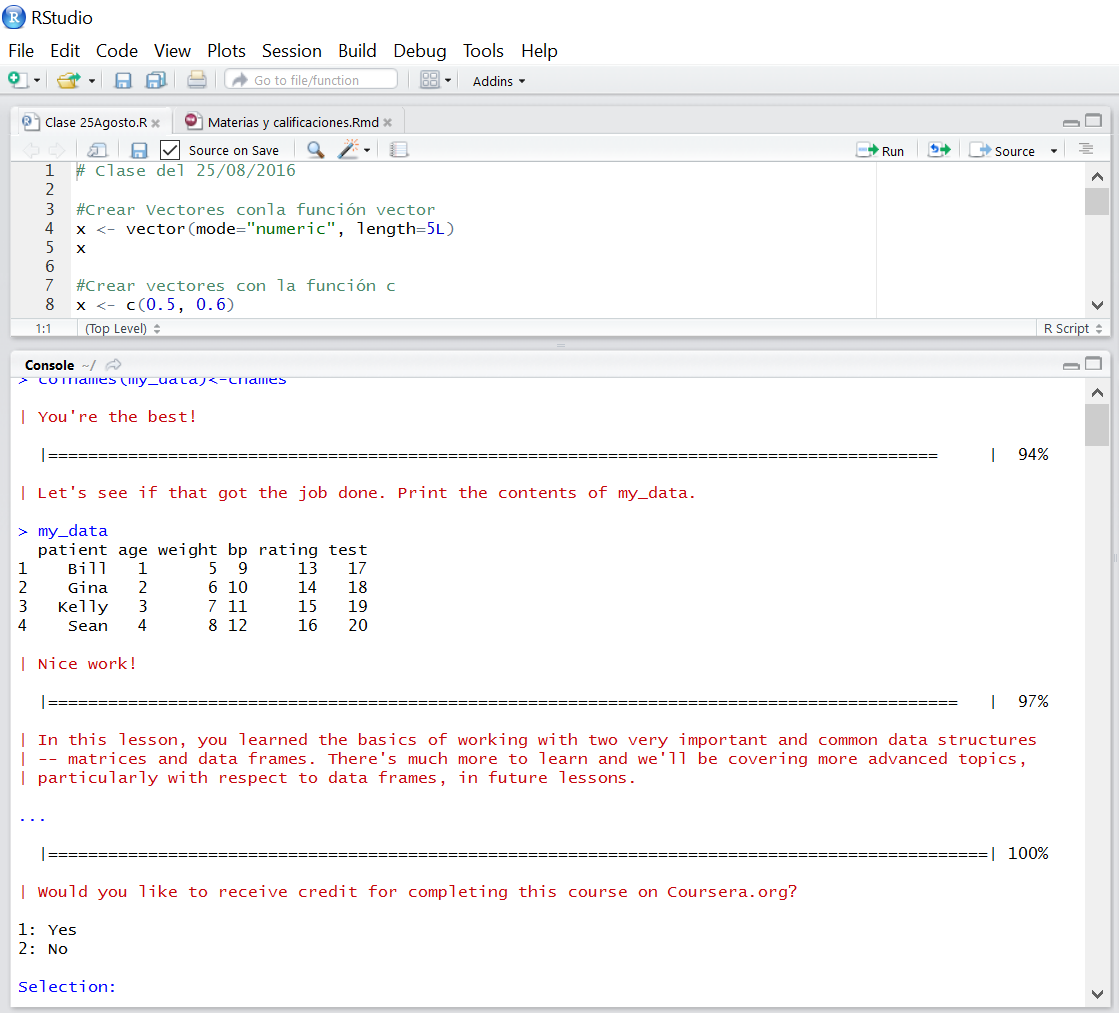 RStudio
File Edit Code View Plots Session Build Debug Tools Help
Go to file/function Addins
Clase 25Agosto.R Materias y calificaciones.Rmd
Source on Save Run Source
1 # Clase del 25/08/2016
2
3 #Crear Vectores conla función vector
4 x <- vector(mode="numeric", length=5L)
5 x
6
7 #Crear vectores con la función c
8 x <- c(0.5, 0.6)
1:1 (Top Level) R Script
Console ~/
> colnames(my_data)<-cnames
| You're the best!
|=========================================================================================     | 94%
| Let's see if that got the job done. Print the contents of my_data.
> my_data
  patient age weight bp rating test
1    Bill   1      5  9     13   17
2    Gina   2      6 10     14   18
3   Kelly   3      7 11     15   19
4    Sean   4      8 12     16   20
| Nice work!
|===========================================================================================   | 97%
| In this lesson, you learned the basics of working with two very important and common data structures
| -- matrices and data frames. There's much more to learn and we'll be covering more advanced topics,
| particularly with respect to data frames, in future lessons.
...
|==============================================================================================| 100%
| Would you like to receive credit for completing this course on Coursera.org?
1: Yes
2: No
Selection: